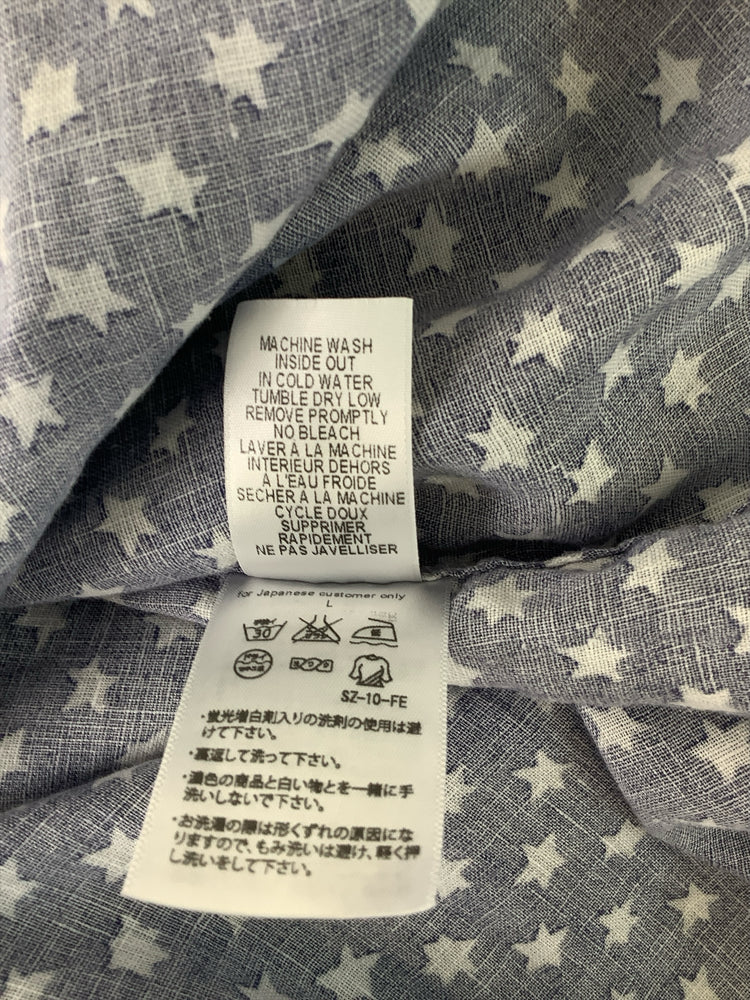 MACHINE WASH
INSIDE OUT
IN COLD WATER
TUMBLE DRY LOW
REMOVE PROMPTLY
NO BLEACH
LAVER A LA MACHINE
INTERIEUR DEHORS
A L'EAU FROIDE
SECHER A LA MACHINE
CYCLE DOUX
SUPPRIMER
RAPIDEMENT
NE PAS JAVELLISER
for Japanese customer only
L
30
SZ-10-FE
・蛍光増白剤入りの洗剤の使用は避
けて下さい。
・裏返して洗って下さい。
・濃色の商品と白い物とを一緒に手
洗いしないで下さい。
・お洗濯の際は形くずれの原因にな
りますので、もみ洗いは避け、軽く押
し洗いをして下さい。